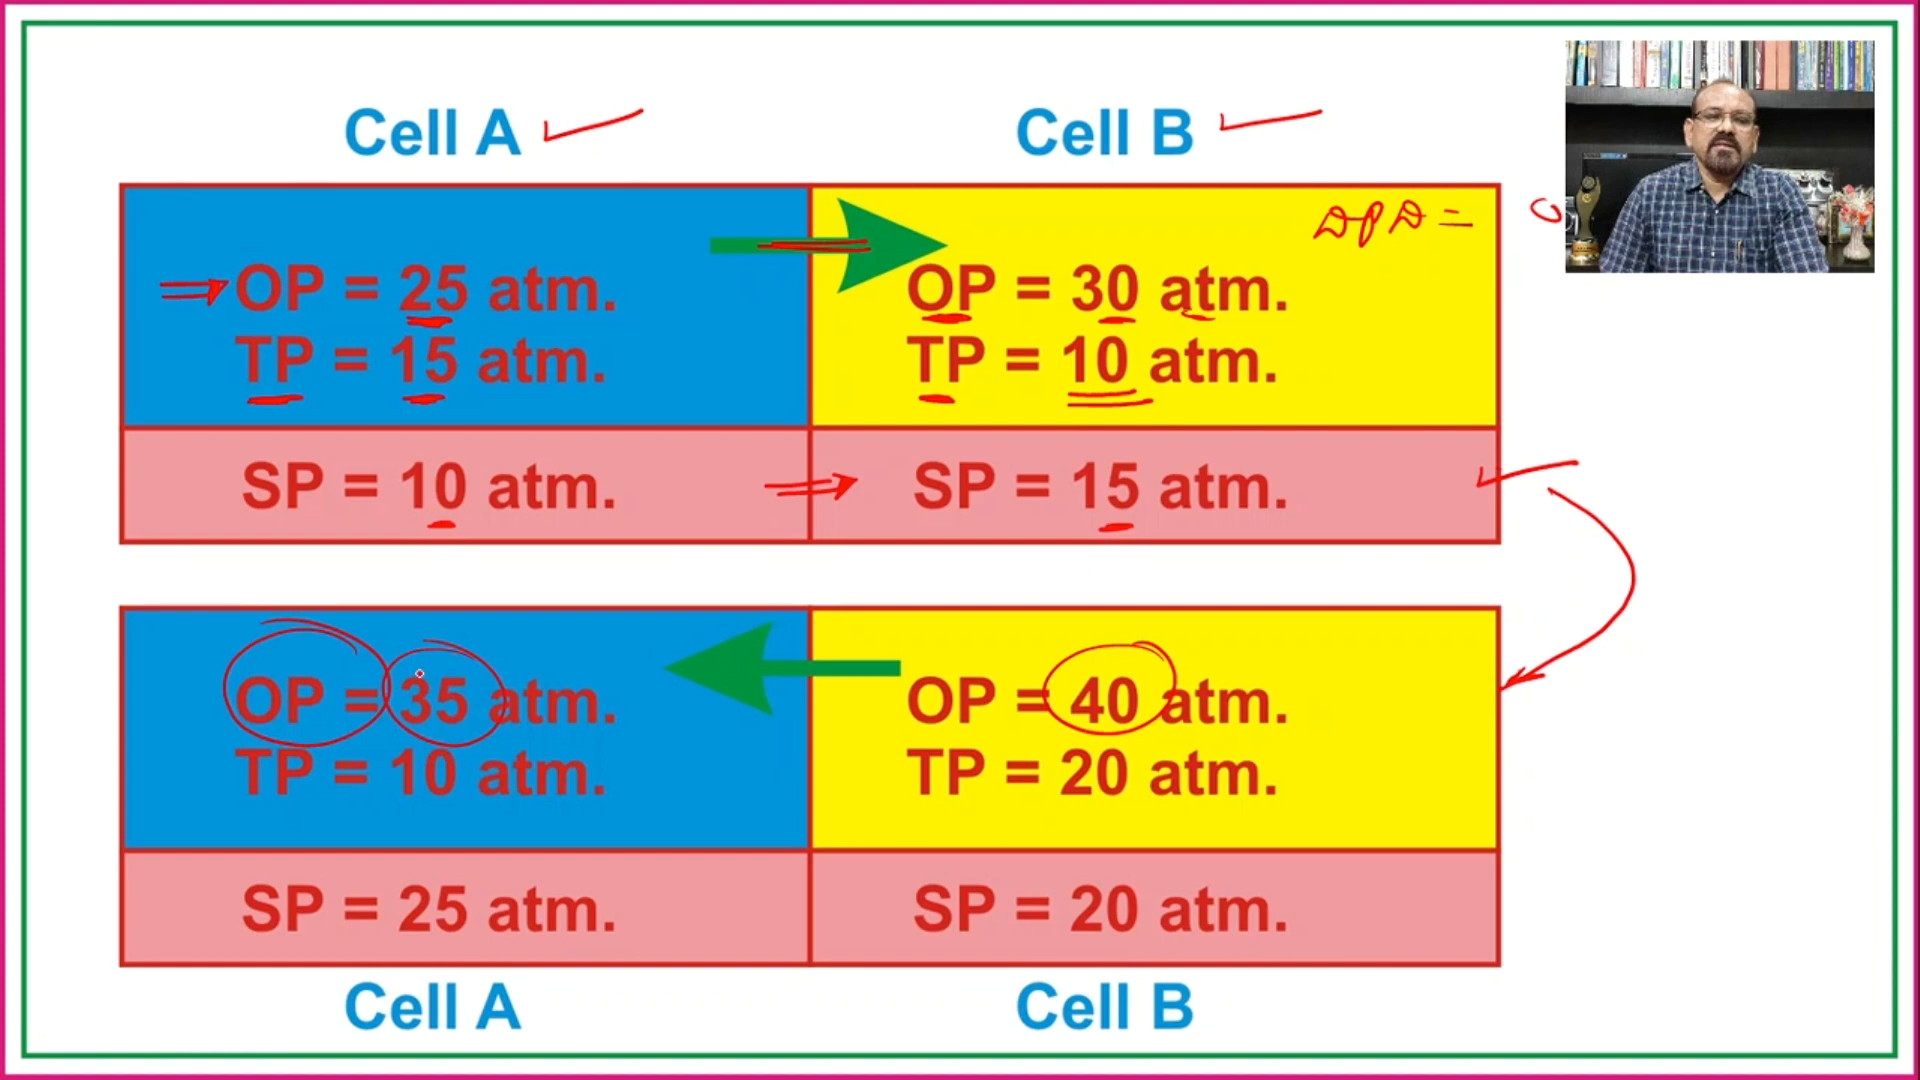 Cell A
Cell B
DPD =
OP = 25 atm.
TP = 15 atm.
OP = 30 atm.
TP = 10 atm.
SP = 10 atm.
SP = 15 atm.
OP = 35 atm.
TP = 10 atm.
OP = 40 atm.
TP = 20 atm.
SP = 25 atm.
SP = 20 atm.
Cell A
Cell B